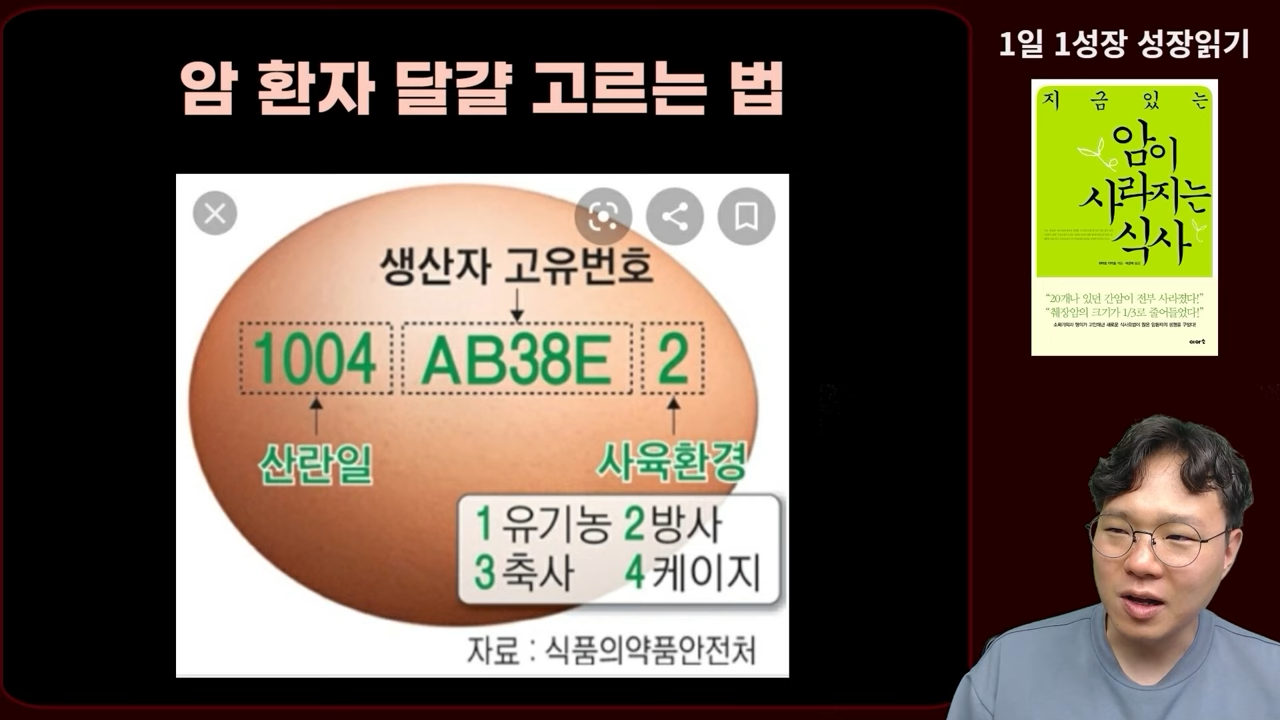 암 환자 달걀 고르는 법
생산자 고유번호
1004 AB38E 2
산란일
사육환경
1 유기농 2 방사
3 축사 4 케이지
자료 : 식품의약품안전처
1일 1성장 성장읽기
지금있는
암이
사라지는
식사
“20개나 있던 간암이 전부 사라졌다!”
“췌장암의 크기가 1/3로 줄어들었다!”